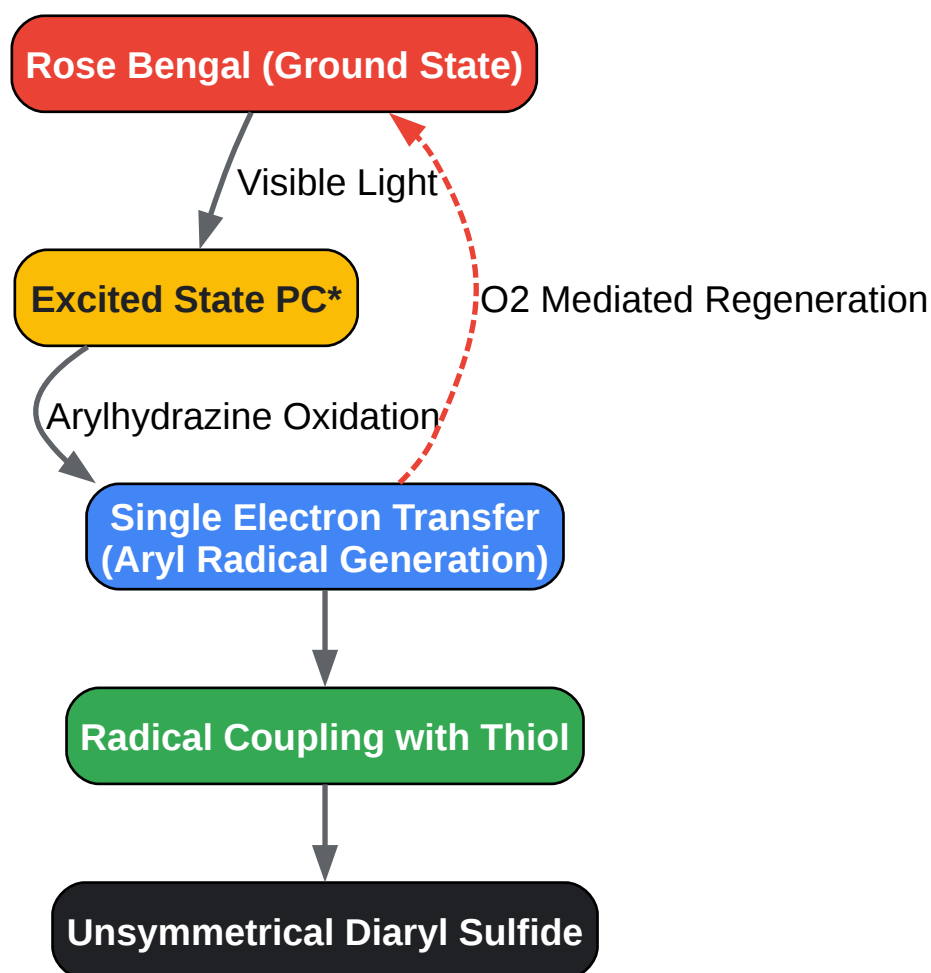 Rose Bengal (Ground State)
Visible Light
Excited State PC*
O2 Mediated Regeneration
Arylhydrazine Oxidation
Single Electron Transfer
(Aryl Radical Generation)
Radical Coupling with Thiol
Unsymmetrical Diaryl Sulfide